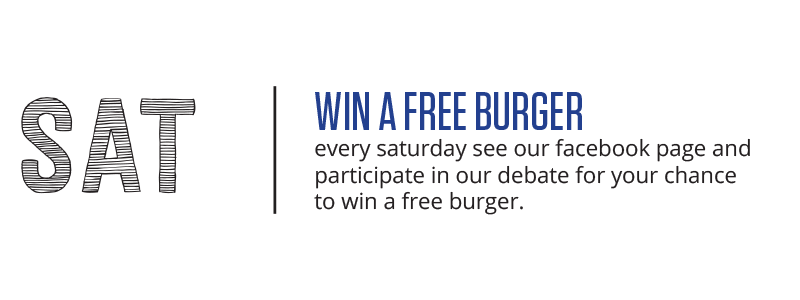 SAT
WIN A FREE BURGER
every saturday see our facebook page and
participate in our debate for your chance
to win a free burger.